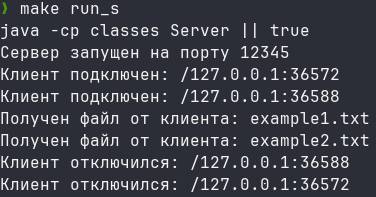 ❯ make run_s
java -cp classes Server || true
Сервер запущен на порту 12345
Клиент подключен: /127.0.0.1:36572
Клиент подключен: /127.0.0.1:36588
Получен файл от клиента: example1.txt
Получен файл от клиента: example2.txt
Клиент отключился: /127.0.0.1:36588
Клиент отключился: /127.0.0.1:36572